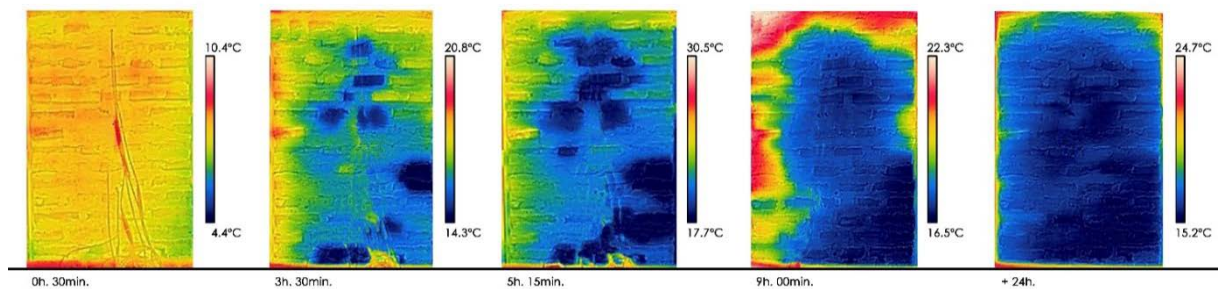 10.4°C
4.4°C
20.8°C
14.3°C
30.5°C
17.7°C
22.3°C
16.5°C
24.7°C
15.2°C
0h. 30min.
3h. 30min.
5h. 15min.
9h. 00min.
+ 24h.